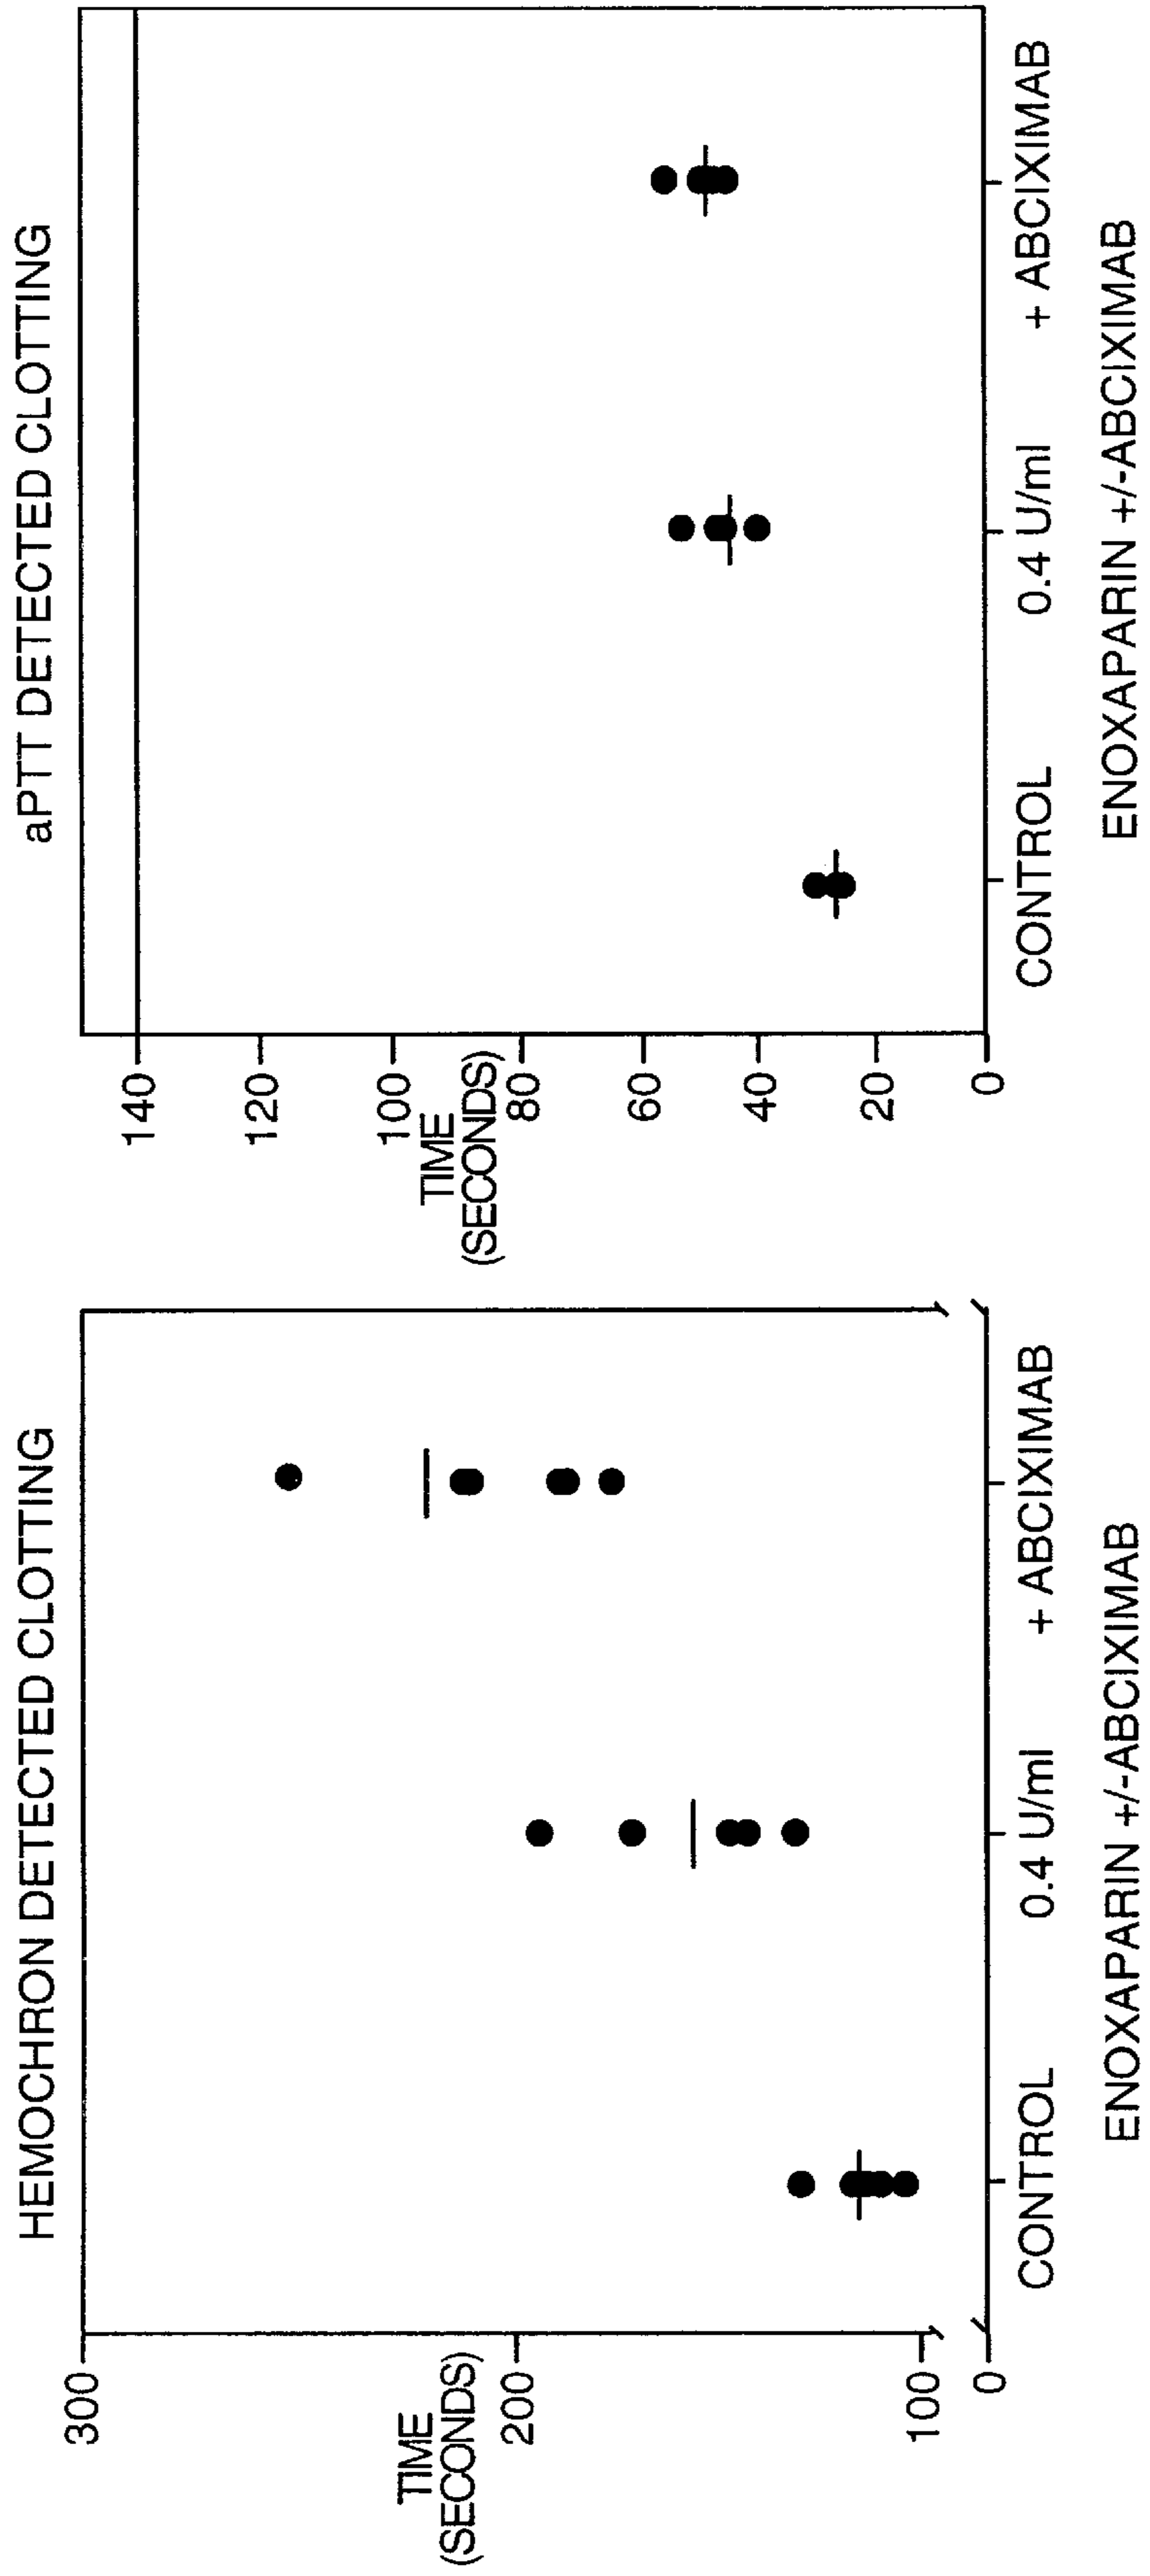 HEMOCHRON DETECTED CLOTTING
300
TIME
(SECONDS)
200
100
0
CONTROL
0.4 U/ml
+ ABCIXIMAB
ENOXAPARIN +/-ABCIXIMAB
aPTT DETECTED CLOTTING
140
120
100
TIME
(SECONDS)
80
60
40
20
0
CONTROL
0.4 U/ml
+ ABCIXIMAB
ENOXAPARIN +/-ABCIXIMAB